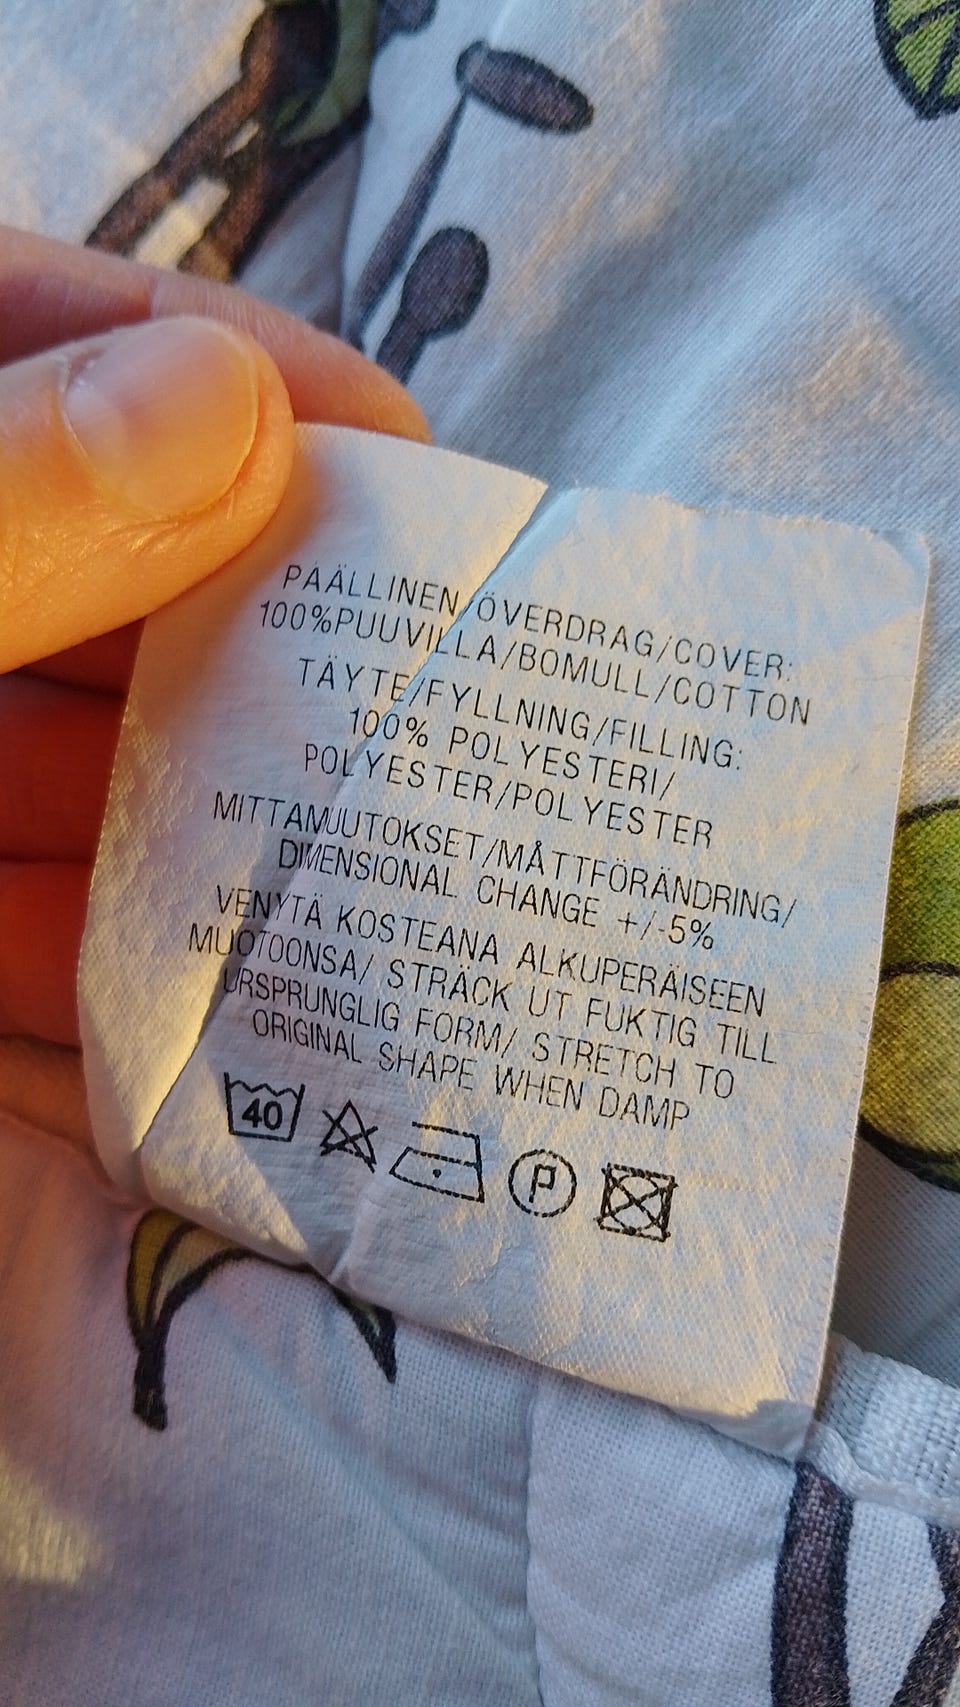 PÄÄLLINEN/ÖVERDRAG/COVER:
100%PUUVILLA/BOMULL/COTTON
TÄYTE/FYLLNING/FILLING:
100% POLYESTERI/
POLYESTER/POLYESTER
MITTAMUUTOKSET/MÅTTFÖRÄNDRING/
DIMENSIONAL CHANGE +/-5%
VENYTÄ KOSTEANA ALKUPERÄISEEN
MUOTOONSA/ STRÄCK UT FUKTIG TILL
URSPRUNGLIG FORM/ STRETCH TO
ORIGINAL SHAPE WHEN DAMP
40 P